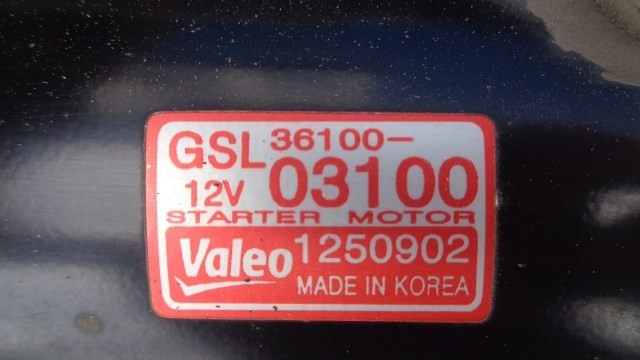 GSL 36100-
12V 03100
STARTER MOTOR
Valeo 1250902
MADE IN KOREA